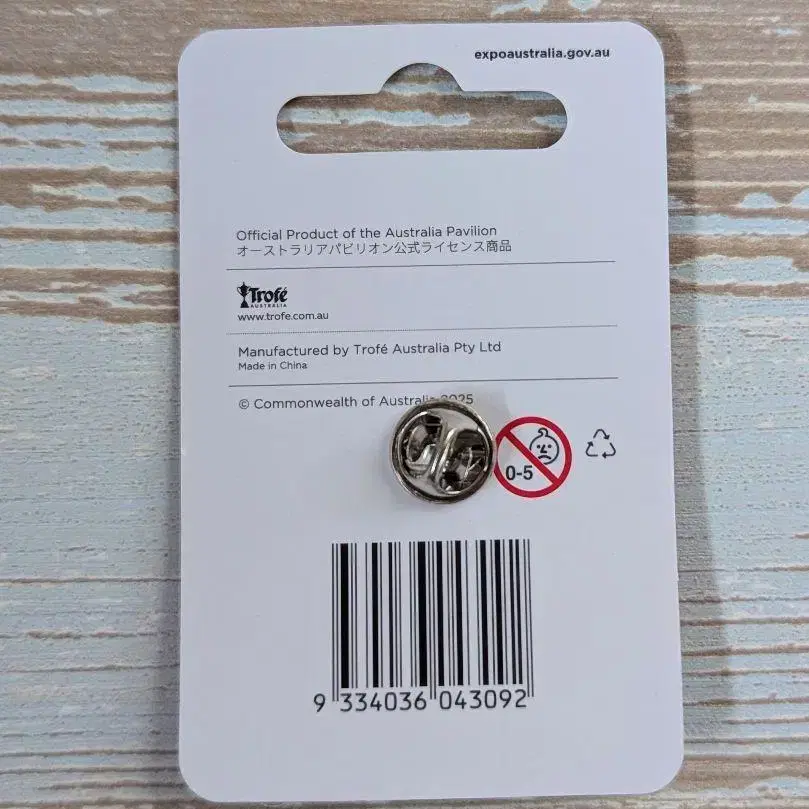 expoaustralia.gov.au
Official Product of the Australia Pavilion
オーストラリアパビリオン公式ライセンス商品
Trofé
AUSTRALIA
www.trofe.com.au
Manufactured by Trofé Australia Pty Ltd
Made in China
© Commonwealth of Australia 2025
0-5
9 334036 043092